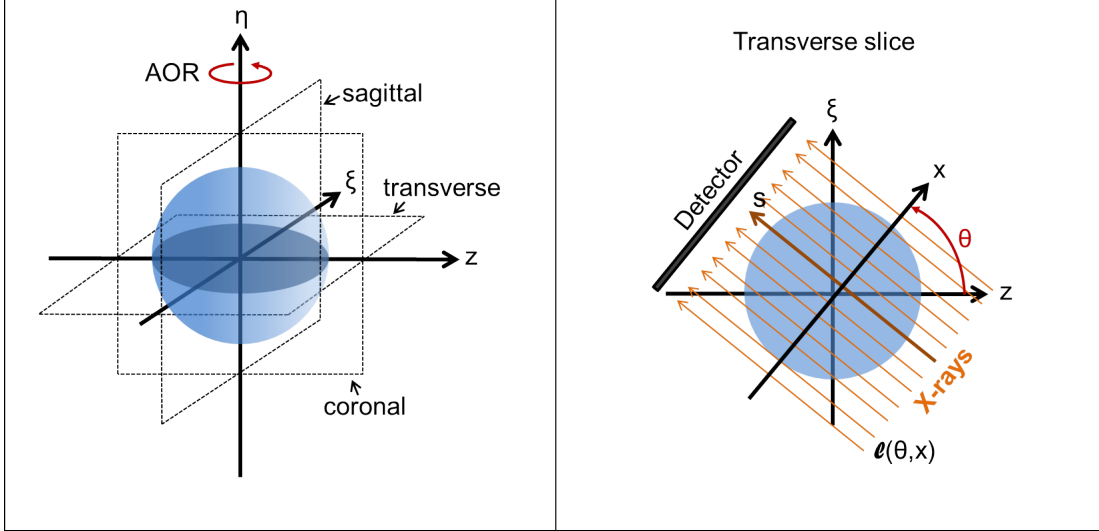 η
AOR
sagittal
ξ
transverse
z
coronal
Transverse slice
ξ
x
Detector
s
θ
z
X-rays
ℓ(θ,x)